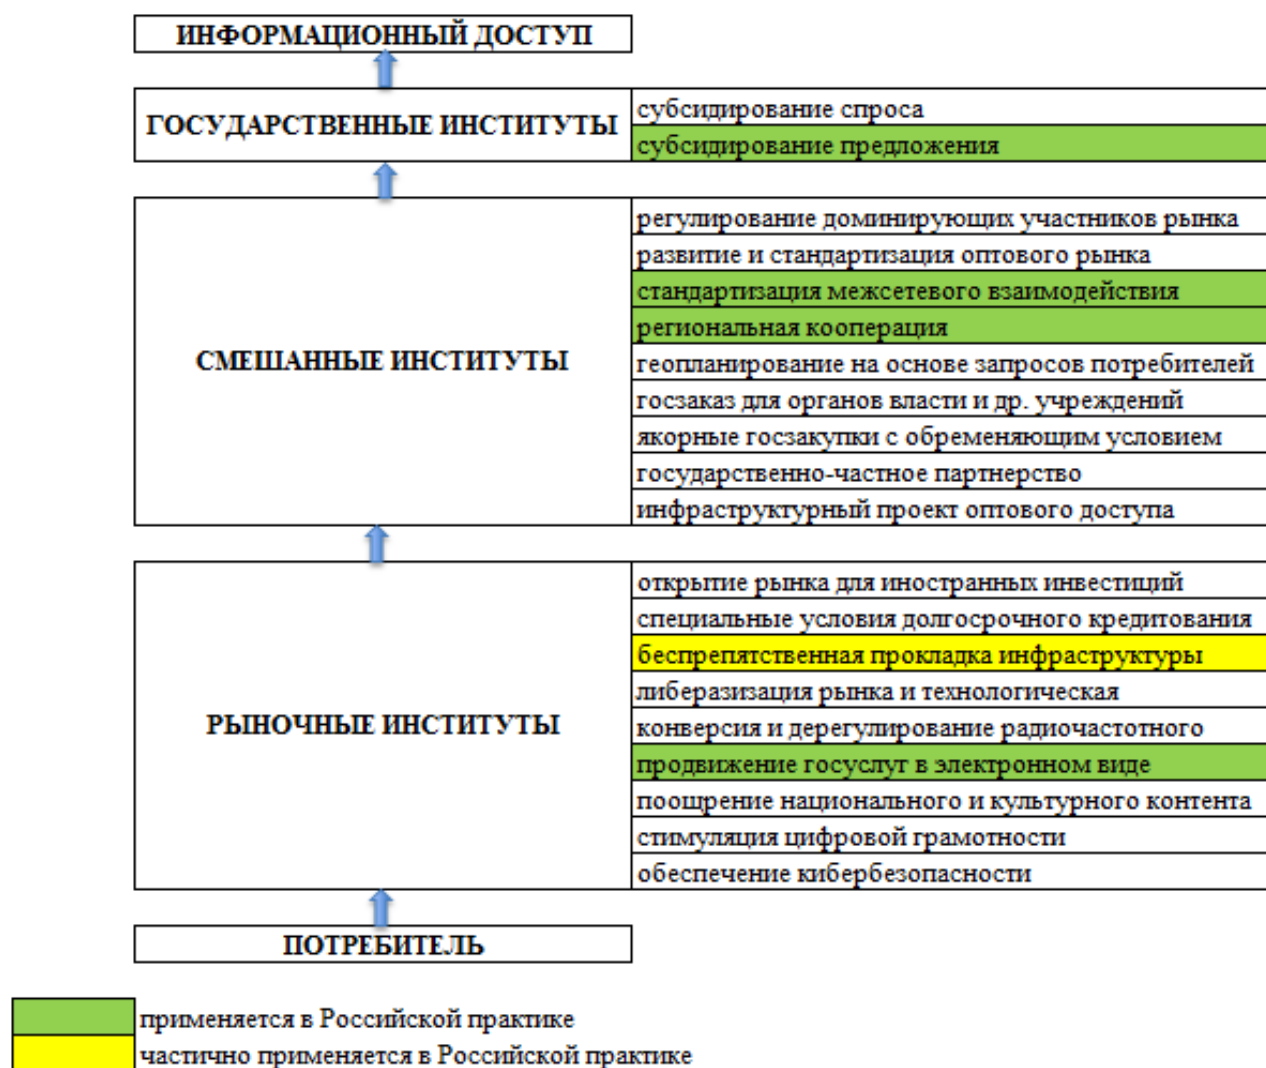 ИНФОРМАЦИОННЫЙ ДОСТУП
ГОСУДАРСТВЕННЫЕ ИНСТИТУТЫ
субсидирование спроса
субсидирование предложения
СМЕШАННЫЕ ИНСТИТУТЫ
регулирование доминирующих участников рынка
развитие и стандартизация оптового рынка
стандартизация межсетевого взаимодействия
региональная кооперация
геопланирование на основе запросов потребителей
госзаказ для органов власти и др. учреждений
якорные госзакупки с обременяющим условием
государственно-частное партнерство
инфраструктурный проект оптового доступа
РЫНОЧНЫЕ ИНСТИТУТЫ
открытие рынка для иностранных инвестиций
специальные условия долгосрочного кредитования
беспрепятственная прокладка инфраструктуры
либеразизация рынка и технологическая
конверсия и дерегулирование радиочастотного
продвижение госуслуг в электронном виде
поощрение национального и культурного контента
стимуляция цифровой грамотности
обеспечение кибербезопасности
ПОТРЕБИТЕЛЬ
применяется в Российской практике
частично применяется в Российской практике